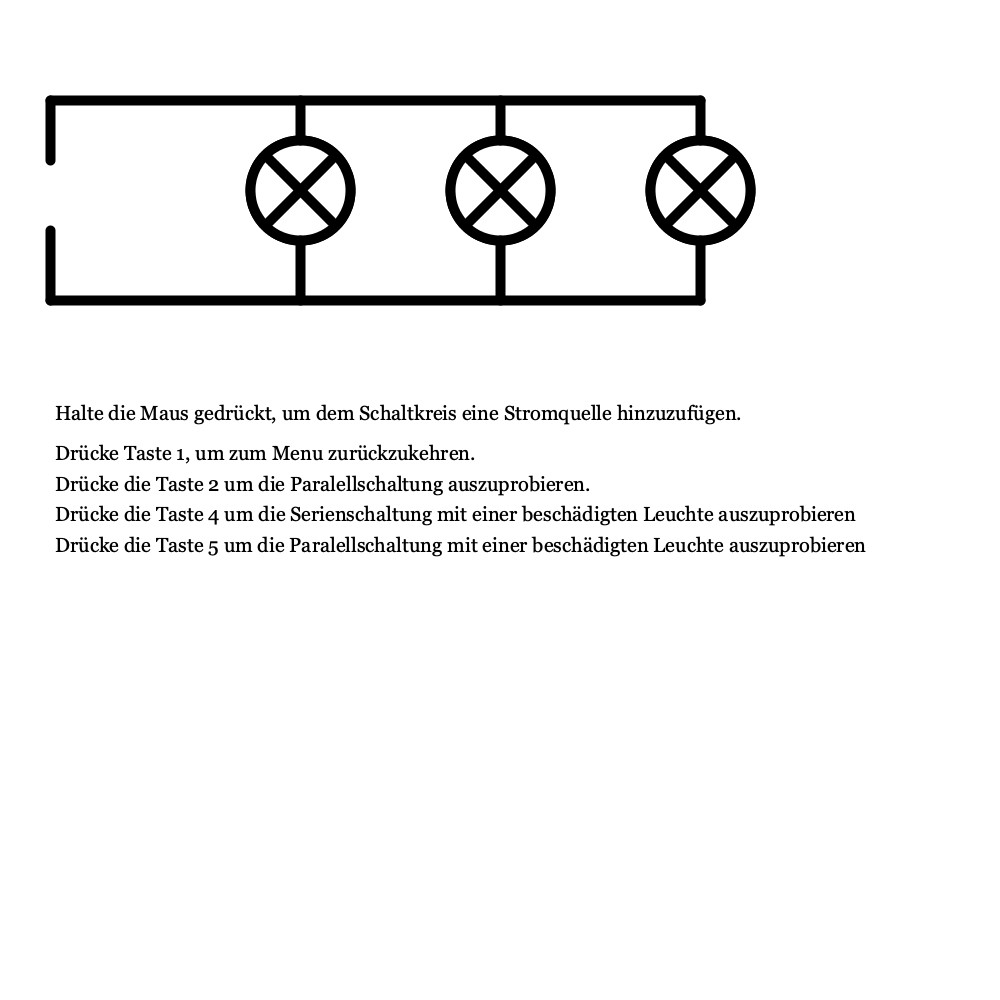 Halte die Maus gedrückt, um dem Schaltkreis eine Stromquelle hinzuzufügen.
Drücke Taste 1, um zum Menu zurückzukehren.
Drücke die Taste 2 um die Paralellschaltung auszuprobieren.
Drücke die Taste 4 um die Serienschaltung mit einer beschädigten Leuchte auszuprobieren
Drücke die Taste 5 um die Paralellschaltung mit einer beschädigten Leuchte auszuprobieren